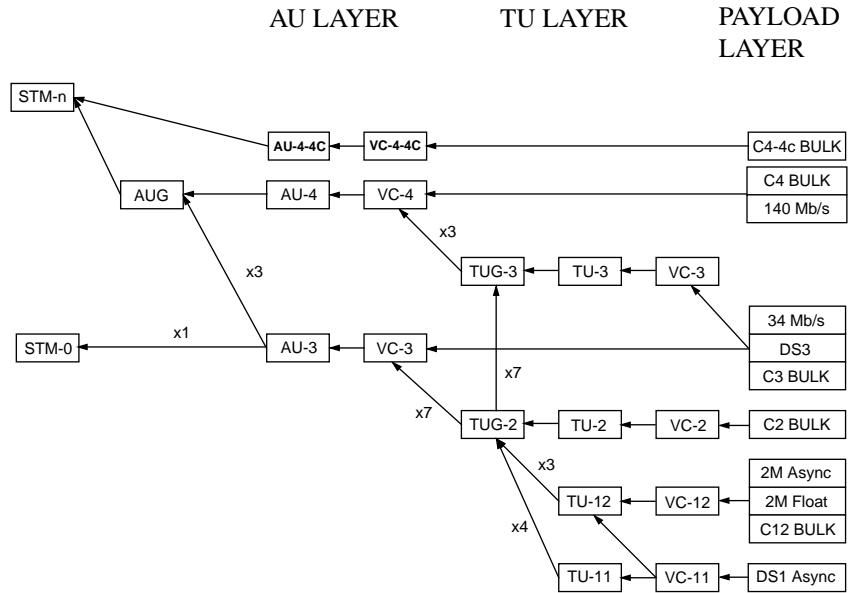 AU LAYER TU LAYER PAYLOAD
LAYER
STM-n
AU-4-4C VC-4-4C C4-4c BULK
C4 BULK
AUG AU-4 VC-4
140 Mb/s
x3
TUG-3 TU-3 VC-3
x3
34 Mb/s
x1
STM-0 AU-3 VC-3 DS3
x7
C3 BULK
x7
TUG-2 TU-2 VC-2 C2 BULK
x3
2M Async
TU-12 VC-12 2M Float
x4
C12 BULK
TU-11 VC-11 DS1 Async